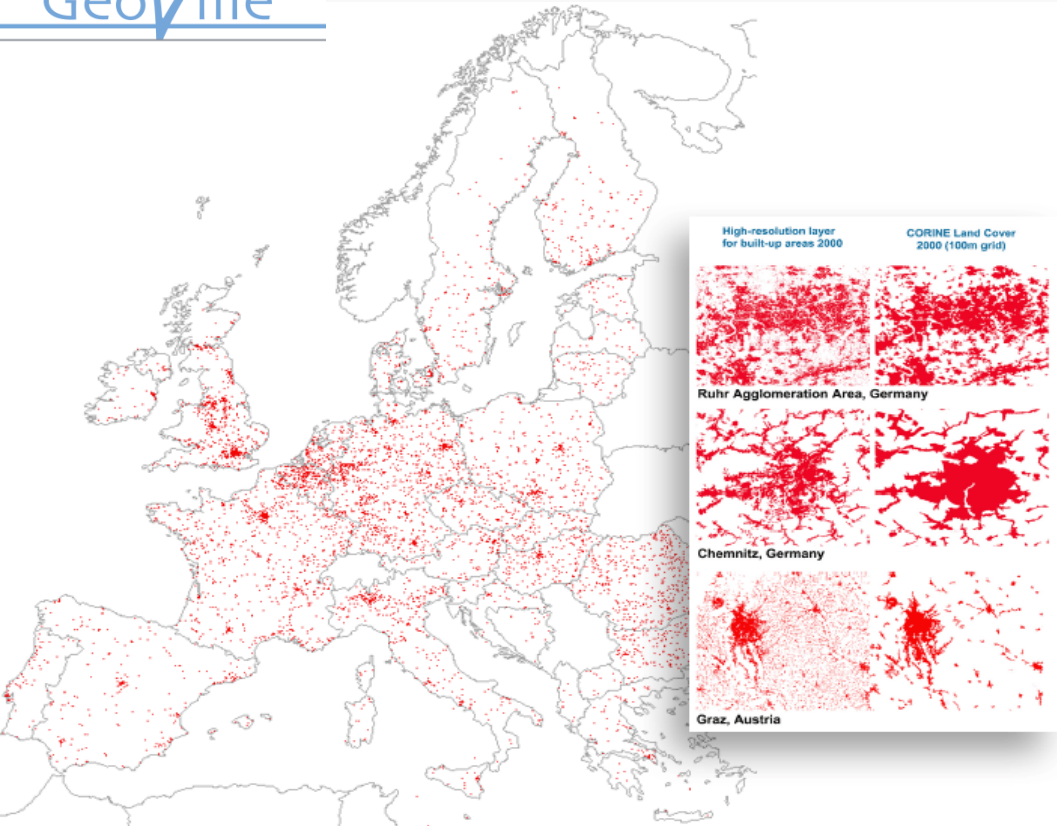 GeoVille
High-resolution layer
for built-up areas 2000
CORINE Land Cover
2000 (100m grid)
Ruhr Agglomeration Area, Germany
Chemnitz, Germany
Graz, Austria